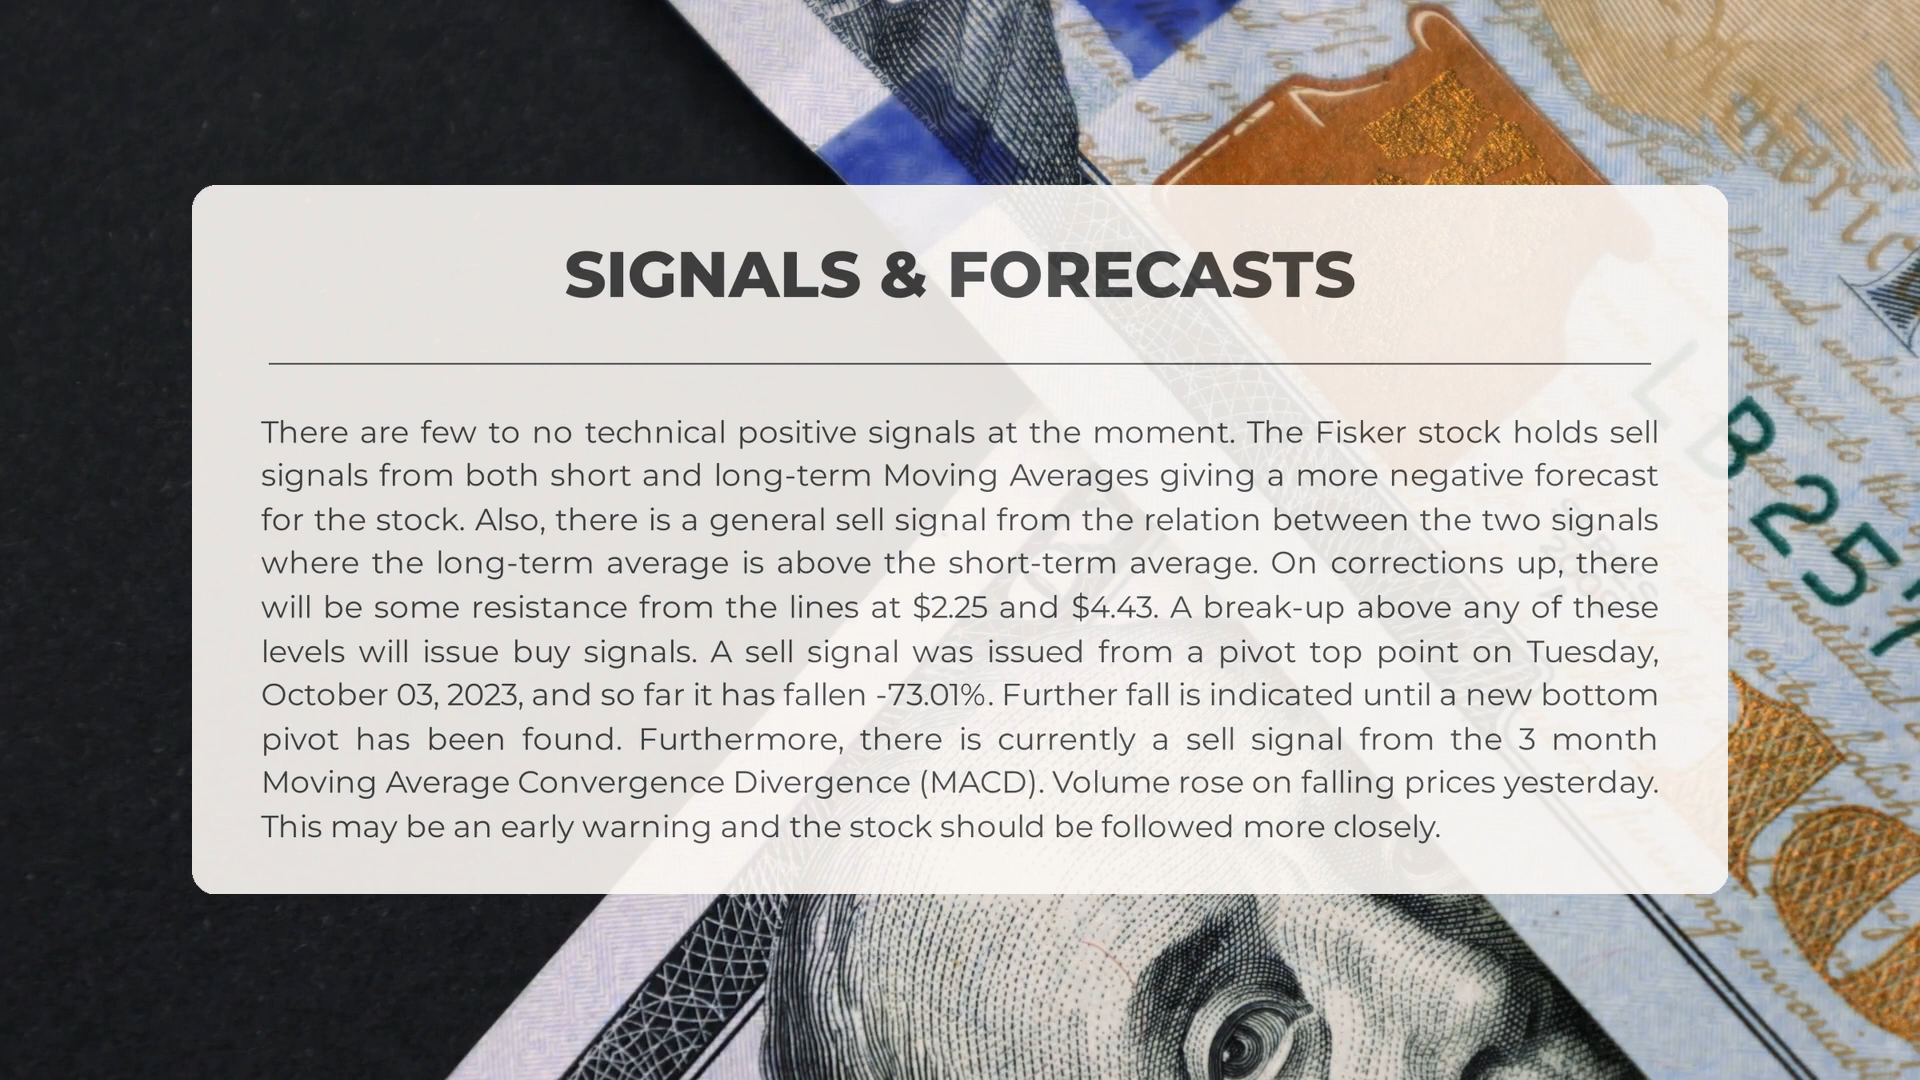 SIGNALS & FORECASTS
There are few to no technical positive signals at the moment. The Fisker stock holds sell
signals from both short and long-term Moving Averages giving a more negative forecast
for the stock. Also, there is a general sell signal from the relation between the two signals
where the long-term average is above the short-term average. On corrections up, there
will be some resistance from the lines at $2.25 and $4.43. A break-up above any of these
levels will issue buy signals. A sell signal was issued from a pivot top point on Tuesday,
October 03, 2023, and so far it has fallen -73.01%. Further fall is indicated until a new bottom
pivot has been found. Furthermore, there is currently a sell signal from the 3 month
Moving Average Convergence Divergence (MACD). Volume rose on falling prices yesterday.
This may be an early warning and the stock should be followed more closely.
LB25